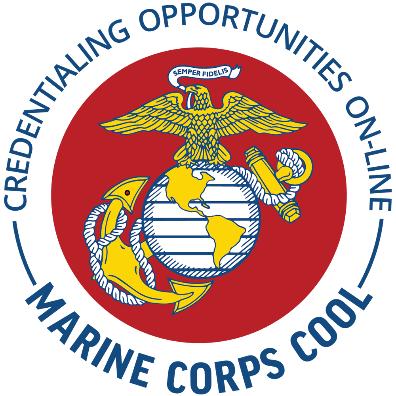 CREDENTIALING OPPORTUNITIES ON-LINE
SEMPER FIDELIS
MARINE CORPS COOL